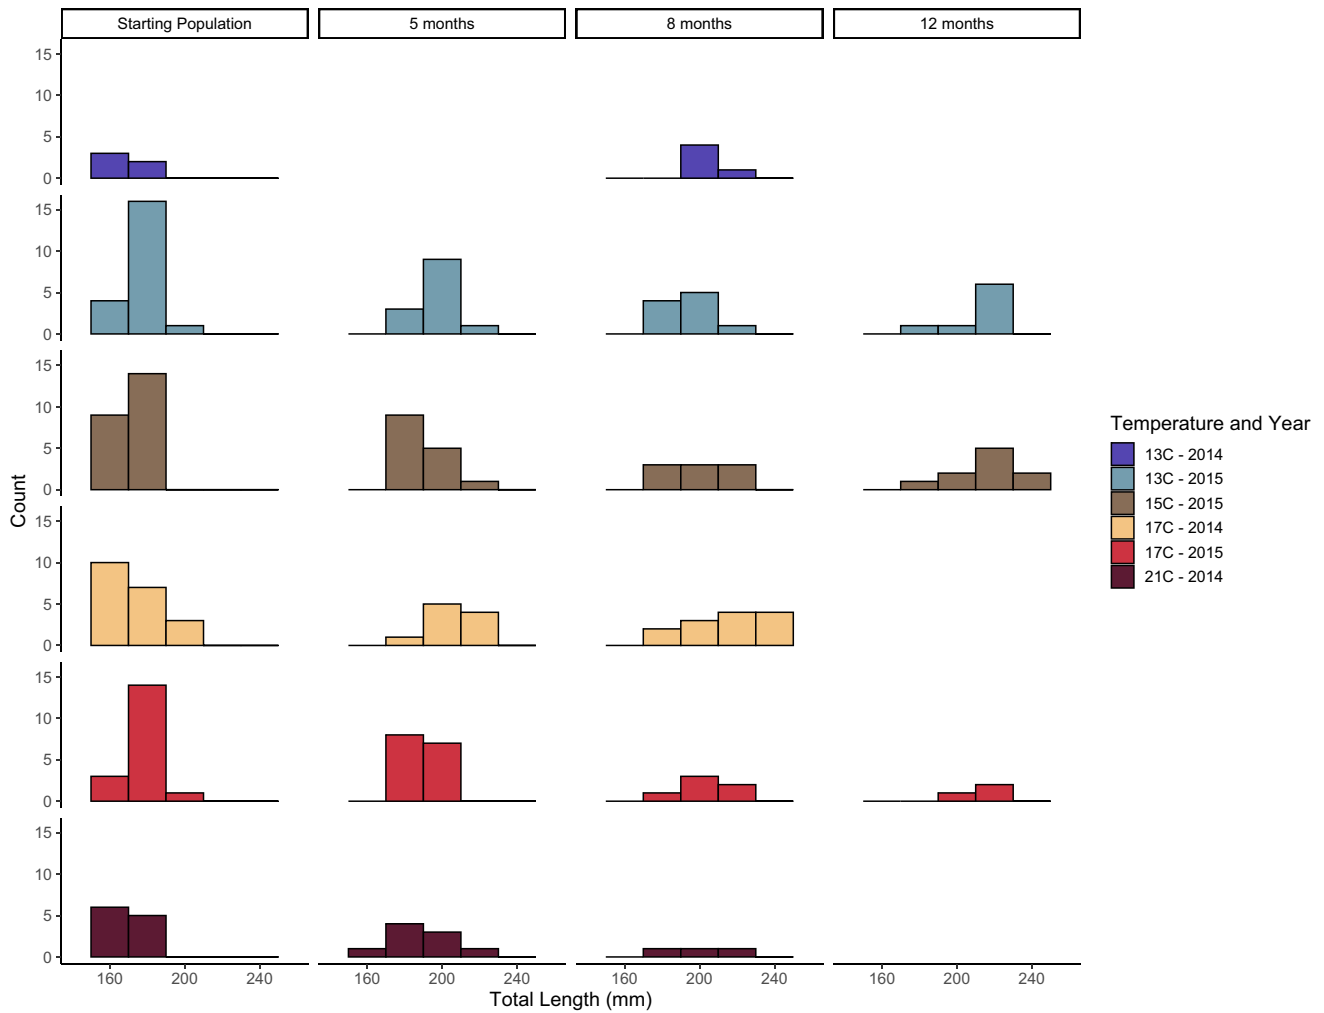 Starting Population
5 months
8 months
12 months
15
10
5
0
15
10
5
0
15
10
5
0
15
10
5
0
15
10
5
0
15
10
5
0
Count
160 200 240
160 200 240
160 200 240
160 200 240
Total Length (mm)
Temperature and Year
13C - 2014
13C - 2015
15C - 2015
17C - 2014
17C - 2015
21C - 2014